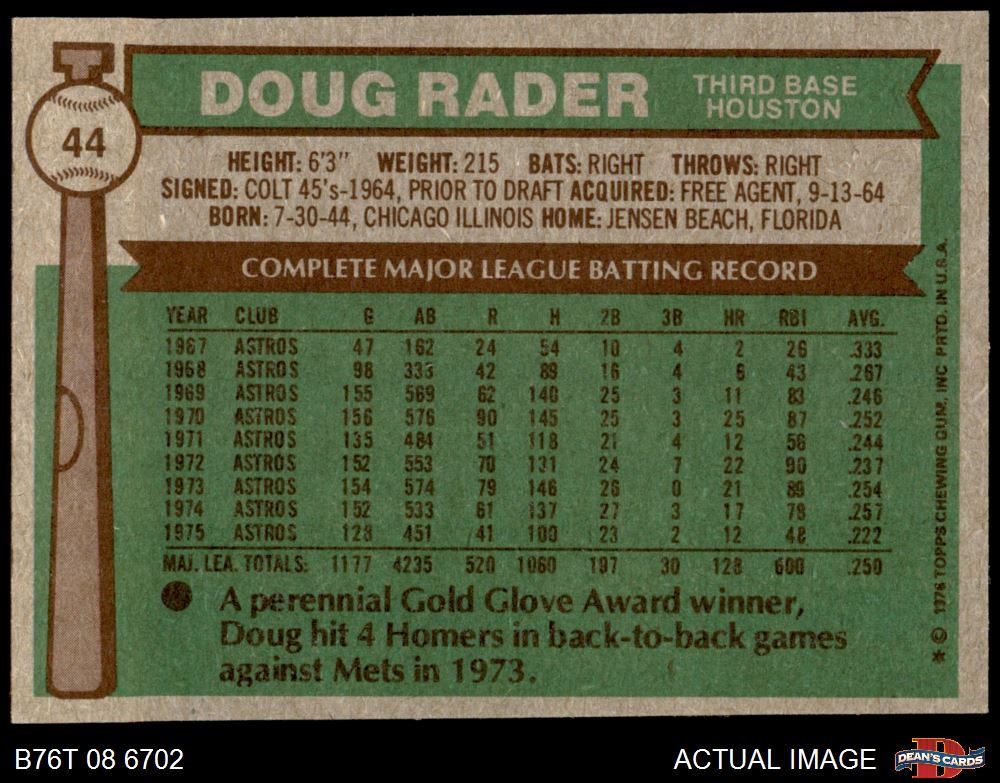 44
DOUG RADER THIRD BASE
HOUSTON
HEIGHT: 6'3" WEIGHT: 215 BATS: RIGHT THROWS: RIGHT
SIGNED: COLT 45's-1964, PRIOR TO DRAFT ACQUIRED: FREE AGENT, 9-13-64
BORN: 7-30-44, CHICAGO ILLINOIS HOME: JENSEN BEACH, FLORIDA
COMPLETE MAJOR LEAGUE BATTING RECORD
YEAR CLUB G AB R H 2B 3B HR RBI AVG.
1967 ASTROS 47 162 24 54 10 4 2 26 .333
1968 ASTROS 98 333 42 89 16 4 6 43 .267
1969 ASTROS 155 569 62 140 25 3 11 83 .246
1970 ASTROS 156 576 90 145 25 3 25 87 .252
1971 ASTROS 135 484 51 118 21 4 12 56 .244
1972 ASTROS 152 553 70 131 24 7 22 90 .237
1973 ASTROS 154 574 79 146 26 0 21 89 .254
1974 ASTROS 152 533 61 137 27 3 17 78 .257
1975 ASTROS 128 451 41 100 23 2 12 48 .222
MAJ. LEA. TOTALS: 1177 4235 520 1060 197 30 128 600 .250
A perennial Gold Glove Award winner,
Doug hit 4 Homers in back-to-back games
against Mets in 1973.
* © 1976 TOPPS CHEWING GUM, INC PRTD. IN U.S.A.
B76T 08 6702 ACTUAL IMAGE
D
DEAN'S CARDS